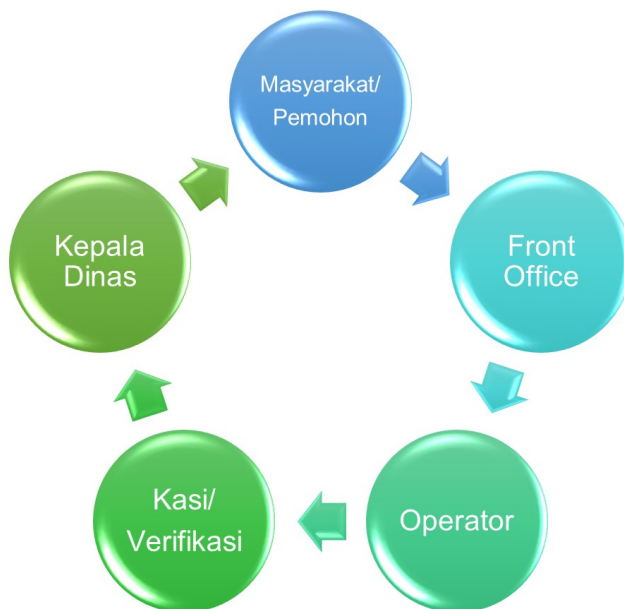 Masyarakat/
Pemohon
Front
Office
Operator
Kasi/
Verifikasi
Kepala
Dinas